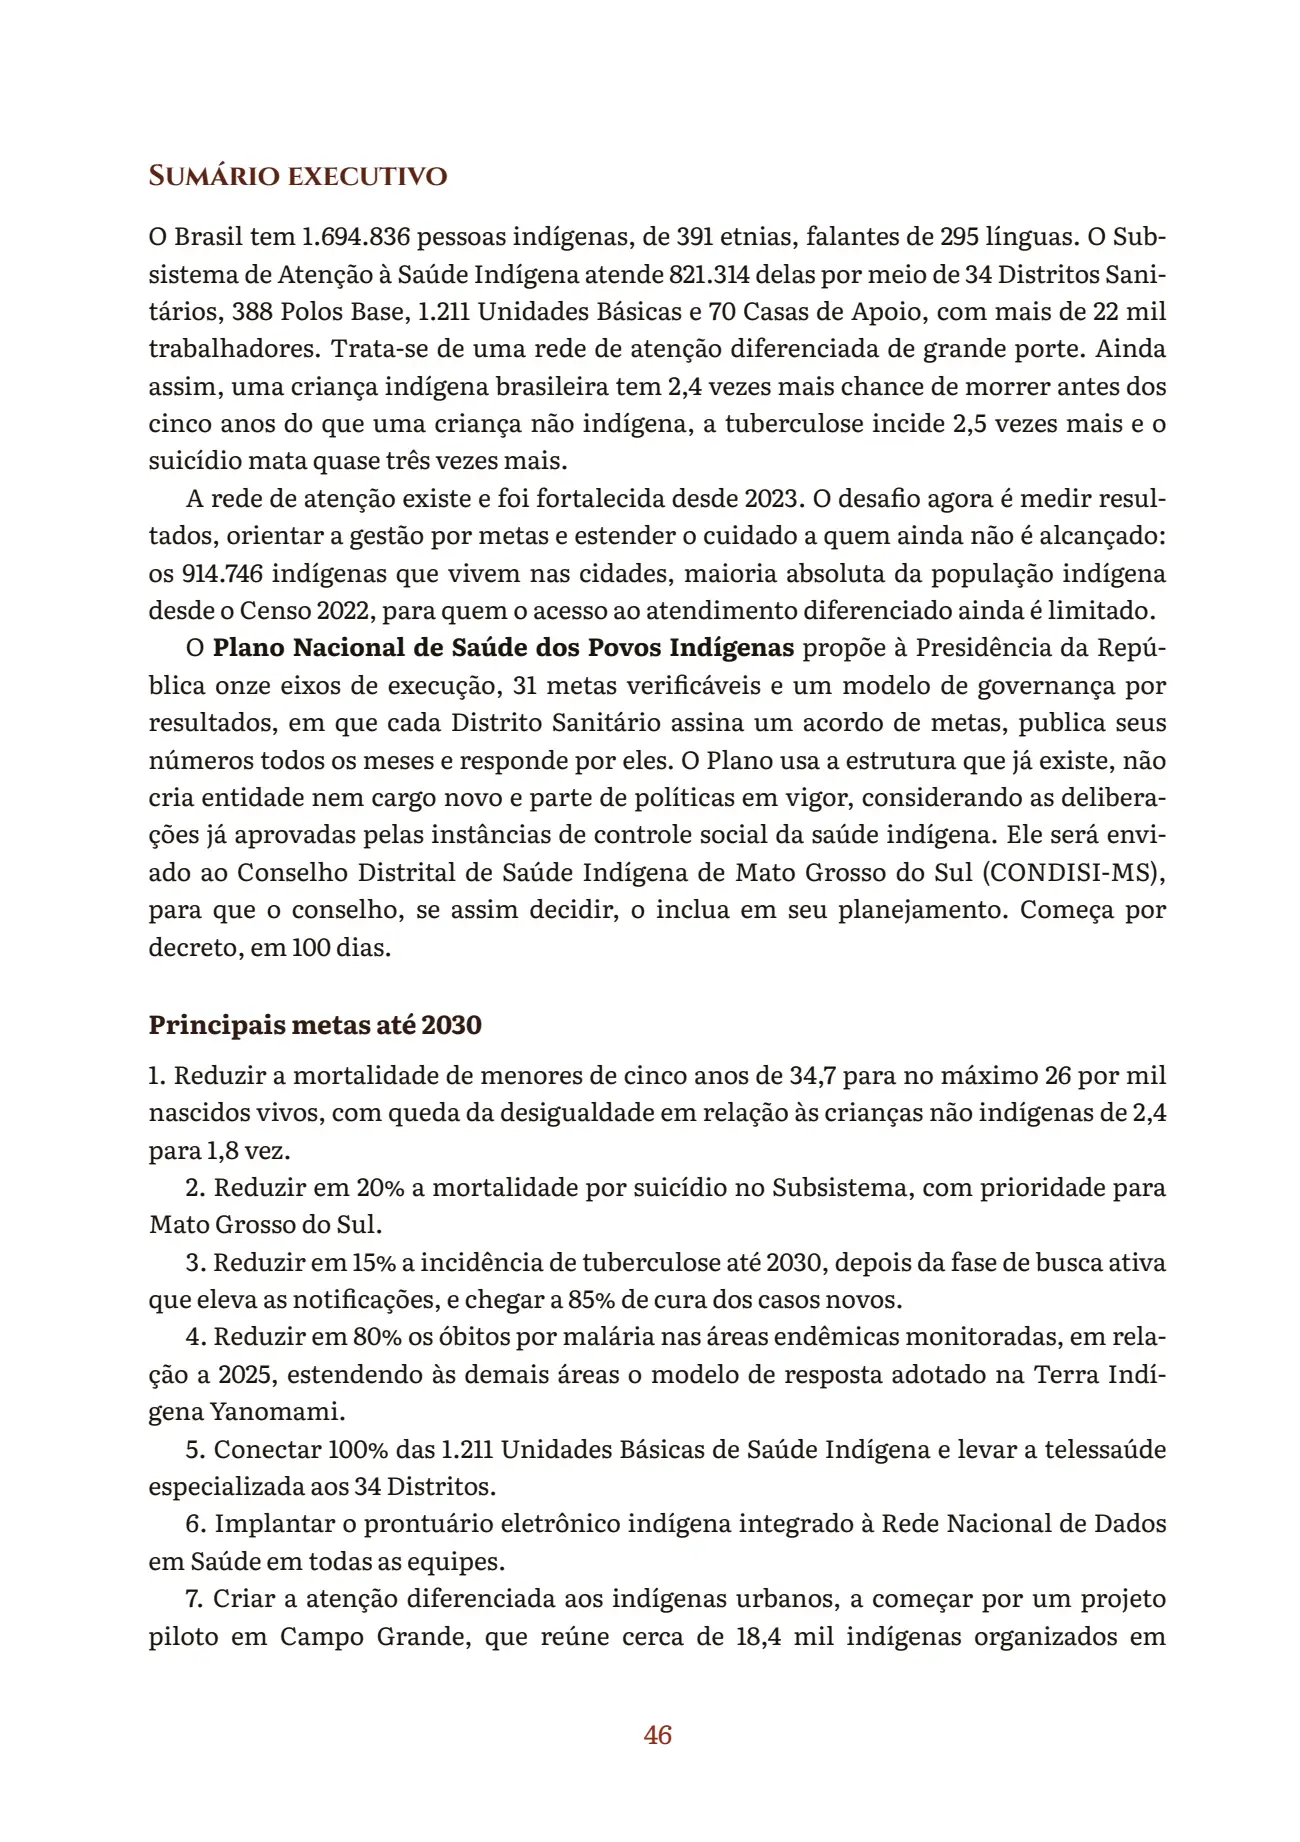 Sumário executivo
O Brasil tem 1.694.836 pessoas indígenas, de 391 etnias, falantes de 295 línguas. O Sub-
sistema de Atenção à Saúde Indígena atende 821.314 delas por meio de 34 Distritos Sani-
tários, 388 Polos Base, 1.211 Unidades Básicas e 70 Casas de Apoio, com mais de 22 mil
trabalhadores. Trata-se de uma rede de atenção diferenciada de grande porte. Ainda
assim, uma criança indígena brasileira tem 2,4 vezes mais chance de morrer antes dos
cinco anos do que uma criança não indígena, a tuberculose incide 2,5 vezes mais e o
suicídio mata quase três vezes mais.
A rede de atenção existe e foi fortalecida desde 2023. O desafio agora é medir resul-
tados, orientar a gestão por metas e estender o cuidado a quem ainda não é alcançado:
os 914.746 indígenas que vivem nas cidades, maioria absoluta da população indígena
desde o Censo 2022, para quem o acesso ao atendimento diferenciado ainda é limitado.
O Plano Nacional de Saúde dos Povos Indígenas propõe à Presidência da Repú-
blica onze eixos de execução, 31 metas verificáveis e um modelo de governança por
resultados, em que cada Distrito Sanitário assina um acordo de metas, publica seus
números todos os meses e responde por eles. O Plano usa a estrutura que já existe, não
cria entidade nem cargo novo e parte de políticas em vigor, considerando as delibera-
ções já aprovadas pelas instâncias de controle social da saúde indígena. Ele será envi-
ado ao Conselho Distrital de Saúde Indígena de Mato Grosso do Sul (CONDISI-MS),
para que o conselho, se assim decidir, o inclua em seu planejamento. Começa por
decreto, em 100 dias.
Principais metas até 2030
1. Reduzir a mortalidade de menores de cinco anos de 34,7 para no máximo 26 por mil
nascidos vivos, com queda da desigualdade em relação às crianças não indígenas de 2,4
para 1,8 vez.
2. Reduzir em 20% a mortalidade por suicídio no Subsistema, com prioridade para
Mato Grosso do Sul.
3. Reduzir em 15% a incidência de tuberculose até 2030, depois da fase de busca ativa
que eleva as notificações, e chegar a 85% de cura dos casos novos.
4. Reduzir em 80% os óbitos por malária nas áreas endêmicas monitoradas, em rela-
ção a 2025, estendendo às demais áreas o modelo de resposta adotado na Terra Indí-
gena Yanomami.
5. Conectar 100% das 1.211 Unidades Básicas de Saúde Indígena e levar a telessaúde
especializada aos 34 Distritos.
6. Implantar o prontuário eletrônico indígena integrado à Rede Nacional de Dados
em Saúde em todas as equipes.
7. Criar a atenção diferenciada aos indígenas urbanos, a começar por um projeto
piloto em Campo Grande, que reúne cerca de 18,4 mil indígenas organizados em
46